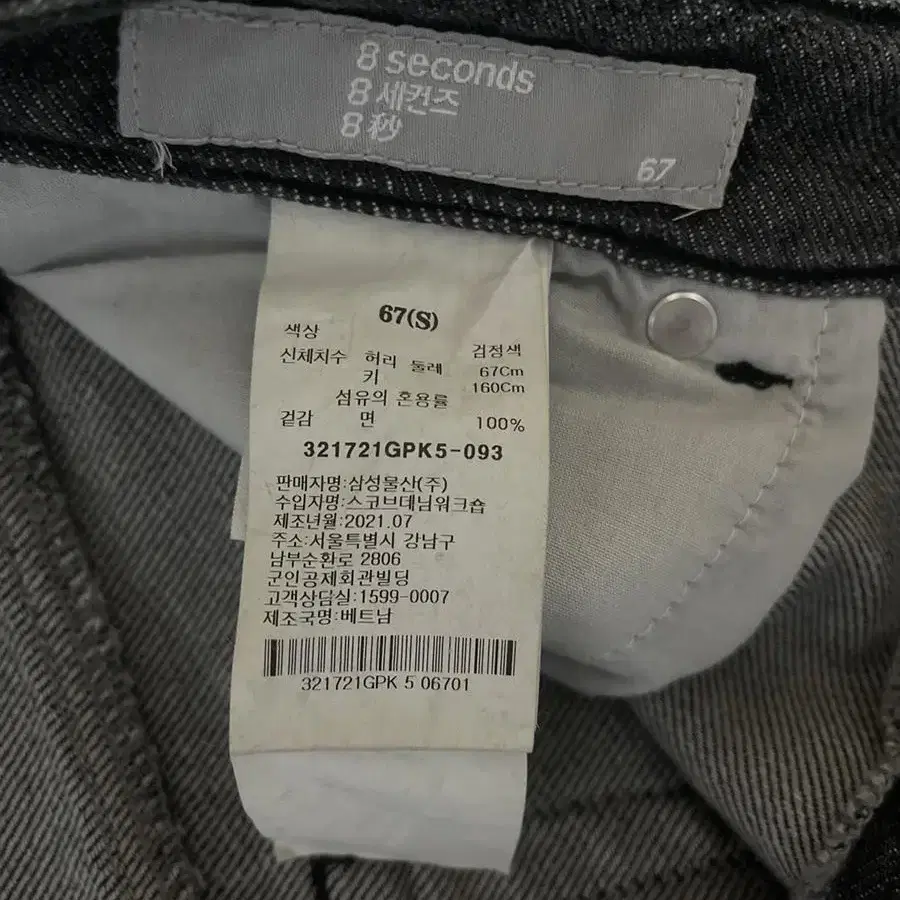 8 seconds
8 세컨즈
8 秒
67
67(S)
색상 검정색
신체치수 허리 둘레 67Cm
키 160Cm
섬유의 혼용률
겉감 면 100%
321721GPK5-093
판매자명:삼성물산(주)
수입자명:스코브데님워크숍
제조년월:2021.07
주소:서울특별시 강남구
남부순환로 2806
군인공제회관빌딩
고객상담실:1599-0007
제조국명:베트남
321721GPK 5 06701